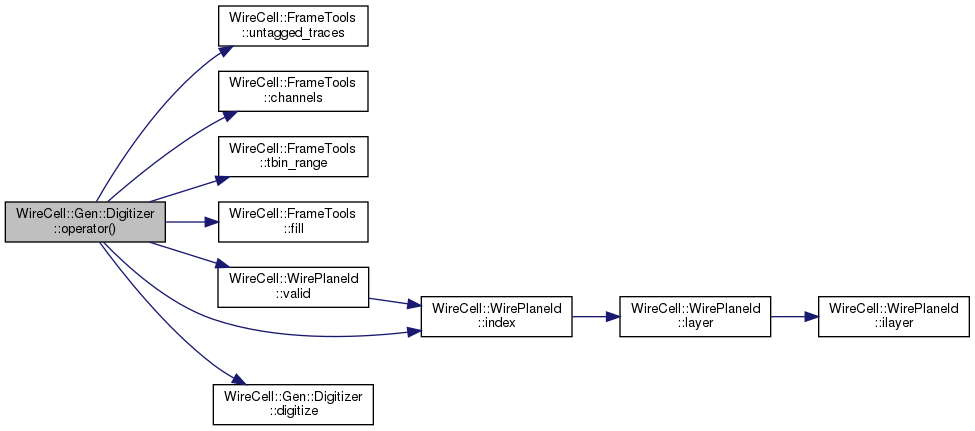 WireCell::FrameTools
::untagged_traces
WireCell::FrameTools
::channels
WireCell::FrameTools
::tbin_range
WireCell::Gen::Digitizer
::operator()
WireCell::FrameTools
::fill
WireCell::WirePlaneId
::valid
WireCell::WirePlaneId
::index
WireCell::WirePlaneId
::layer
WireCell::WirePlaneId
::ilayer
WireCell::Gen::Digitizer
::digitize